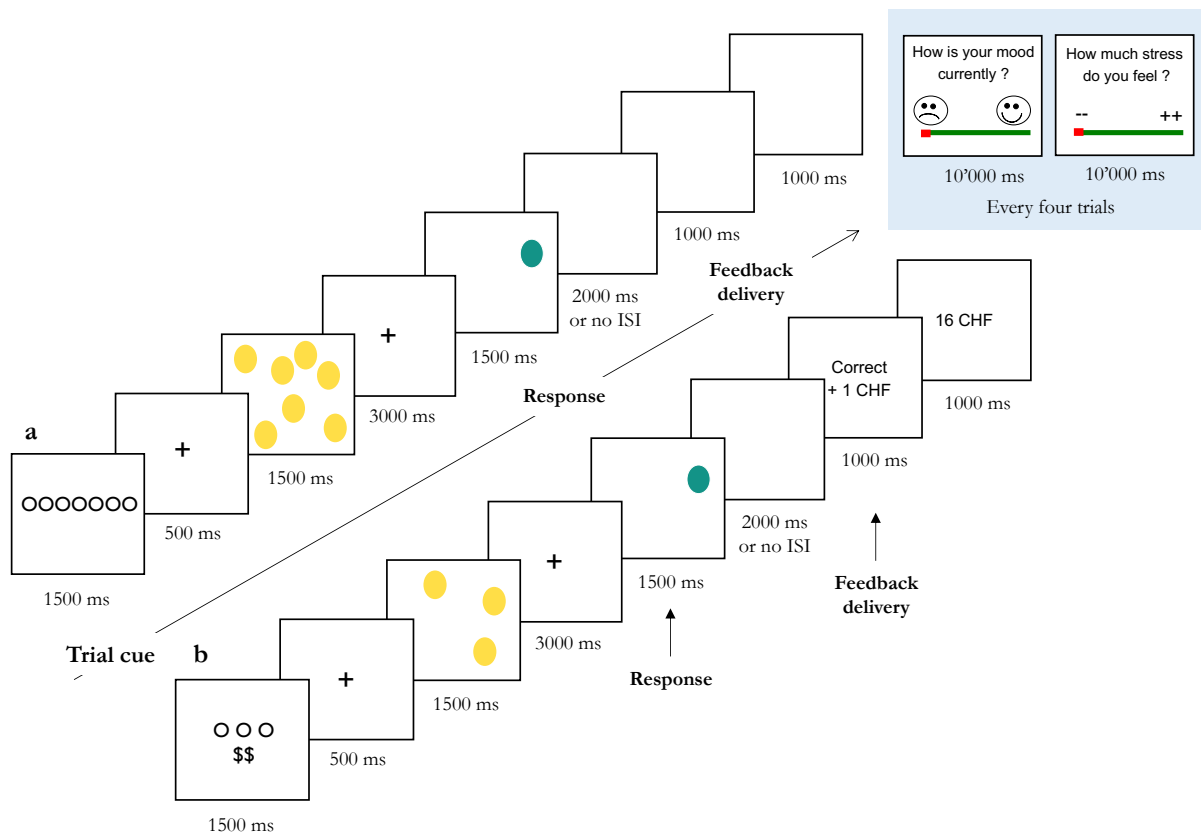 How is your mood
currently ?
How much stress
do you feel ?
--
++
10’000 ms
10’000 ms
Every four trials
a
OOOOOOO
1500 ms
+
500 ms
1500 ms
+
3000 ms
1500 ms
2000 ms
or no ISI
1000 ms
1000 ms
Trial cue
Response
Feedback
delivery
b
O O O
$$
1500 ms
+
500 ms
1500 ms
+
3000 ms
1500 ms
Response
2000 ms
or no ISI
Correct
+ 1 CHF
1000 ms
Feedback
delivery
16 CHF
1000 ms